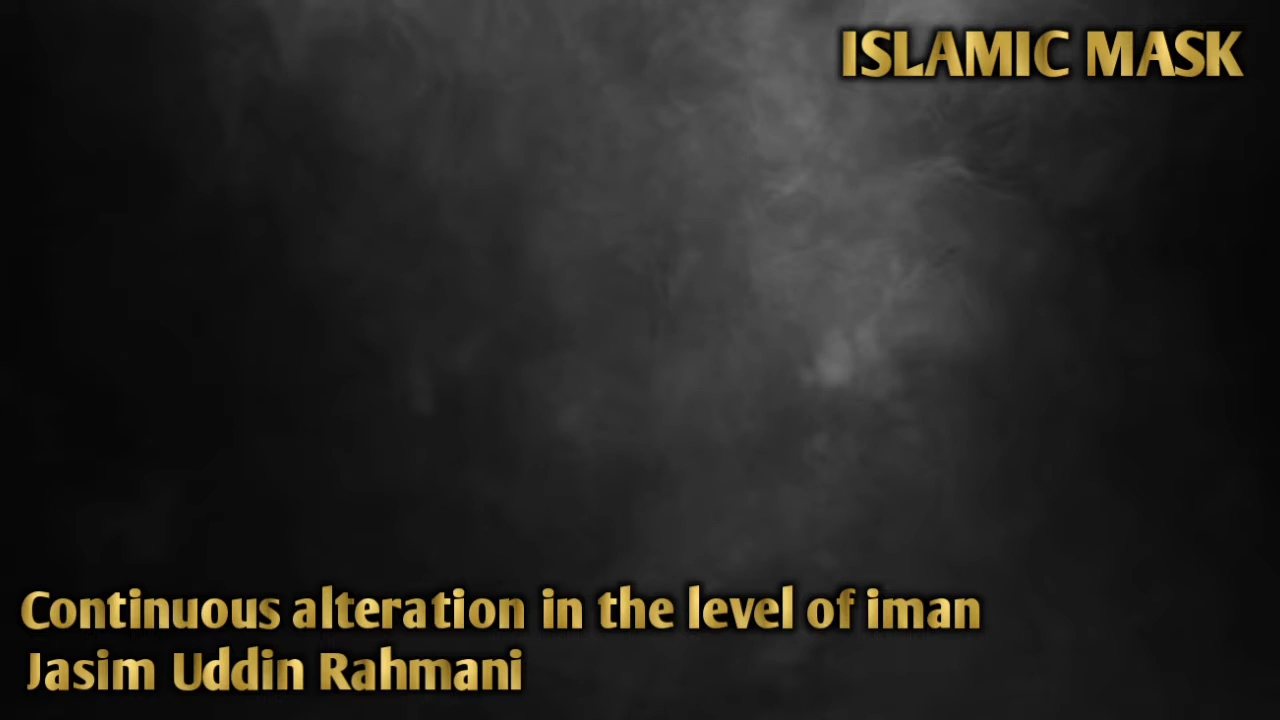 ISLAMIC MASK
Continuous alteration in the level of iman
Jasim Uddin Rahmani